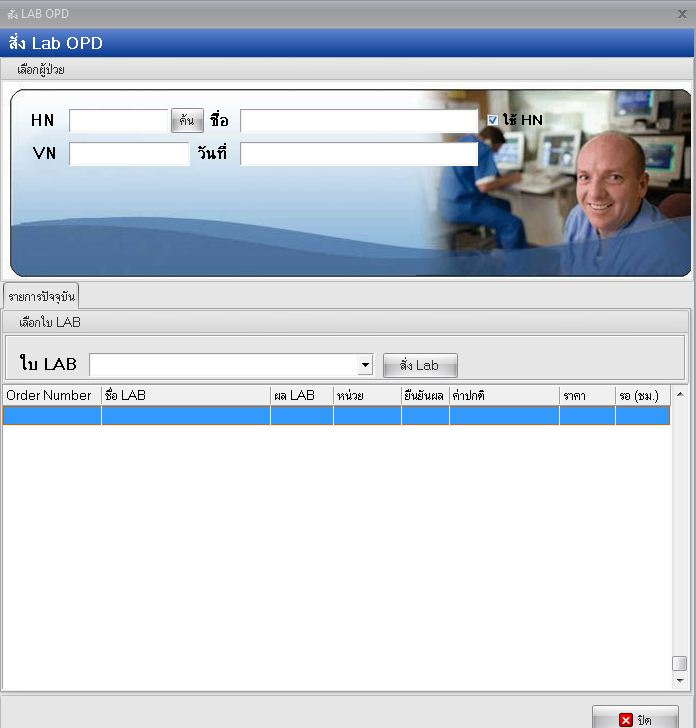 สั่ง LAB OPD
สั่ง Lab OPD
เลือกผู้ป่วย
HN ค้น ชื่อ ใช้ HN
VN วันที่
รายการปัจจุบัน
เลือกใบ LAB
ใบ LAB สั่ง Lab
Order Number ชื่อ LAB ผล LAB หน่วย ยืนยันผล ค่าปกติ ราคา รอ (ชม.)
ปิด